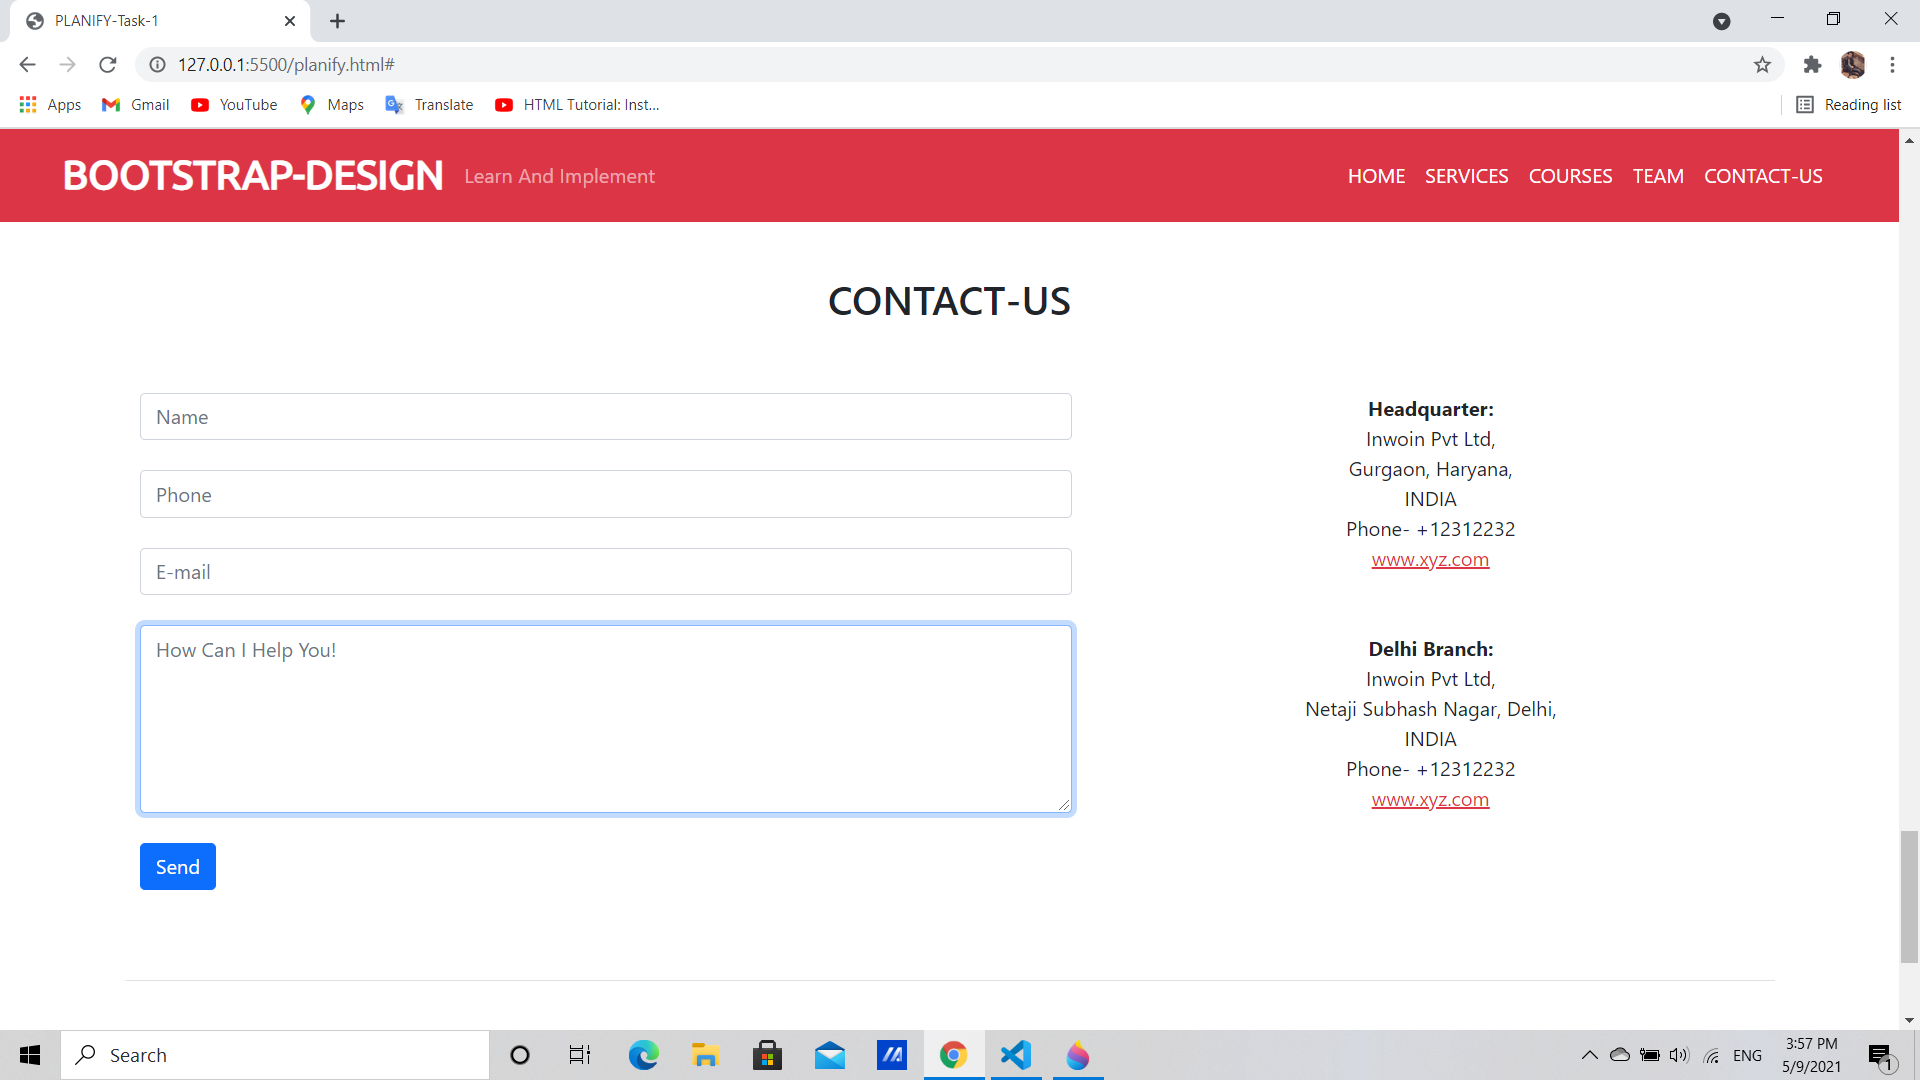 PLANIFY-Task-1
127.0.0.1:5500/planify.html#
Apps Gmail YouTube Maps Translate HTML Tutorial: Inst... Reading list
BOOTSTRAP-DESIGN Learn And Implement HOME SERVICES COURSES TEAM CONTACT-US
CONTACT-US
Name
Phone
E-mail
How Can I Help You!
Send
Headquarter:
Inwoin Pvt Ltd,
Gurgaon, Haryana,
INDIA
Phone- +12312232
www.xyz.com
Delhi Branch:
Inwoin Pvt Ltd,
Netaji Subhash Nagar, Delhi,
INDIA
Phone- +12312232
www.xyz.com
Search
ENG
3:57 PM
5/9/2021
1